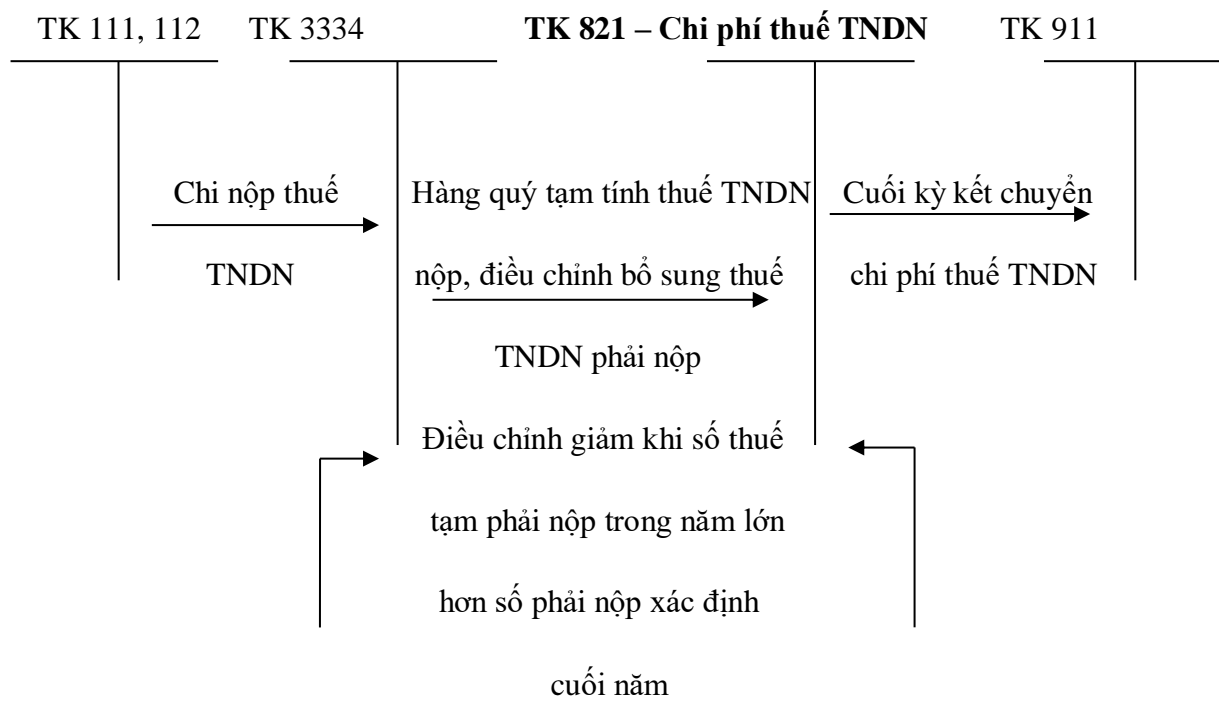 TK 111, 112 TK 3334 TK 821 – Chi phí thuế TNDN TK 911
Chi nộp thuế Hàng quý tạm tính thuế TNDN Cuối kỳ kết chuyển
TNDN nộp, điều chỉnh bổ sung thuế chi phí thuế TNDN
TNDN phải nộp
Điều chỉnh giảm khi số thuế
tạm phải nộp trong năm lớn
hơn số phải nộp xác định
cuối năm